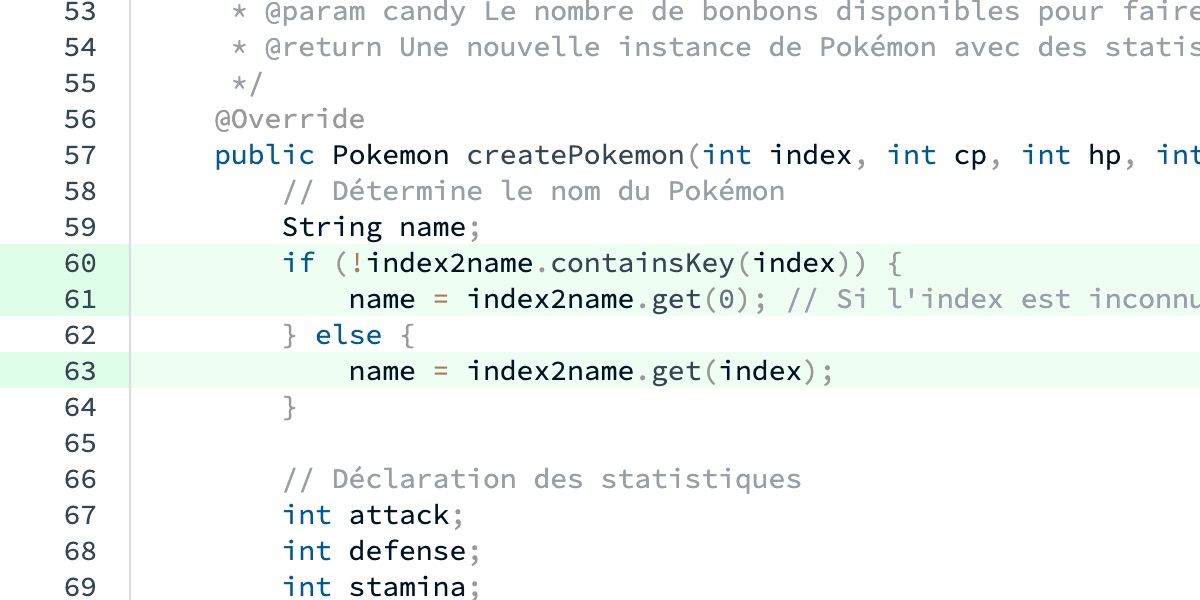 53 * @param candy Le nombre de bonbons disponibles pour faire
54 * @return Une nouvelle instance de Pokémon avec des statis
55 */
56 @Override
57 public Pokemon createPokemon(int index, int cp, int hp, int
58 // Détermine le nom du Pokémon
59 String name;
60 if (!index2name.containsKey(index)) {
61 name = index2name.get(0); // Si l'index est inconnu
62 } else {
63 name = index2name.get(index);
64 }
65
66 // Déclaration des statistiques
67 int attack;
68 int defense;
69 int stamina;